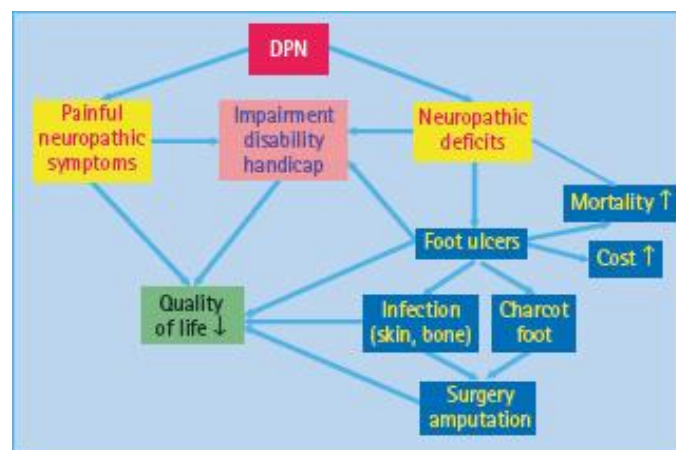 DPN
Painful
neuropathic
symptoms
Impairment
disability
handicap
Neuropathic
deficits
Mortality ↑
Foot ulcers
Cost ↑
Quality
of life ↓
Infection
(skin, bone)
Charcot
foot
Surgery
amputation